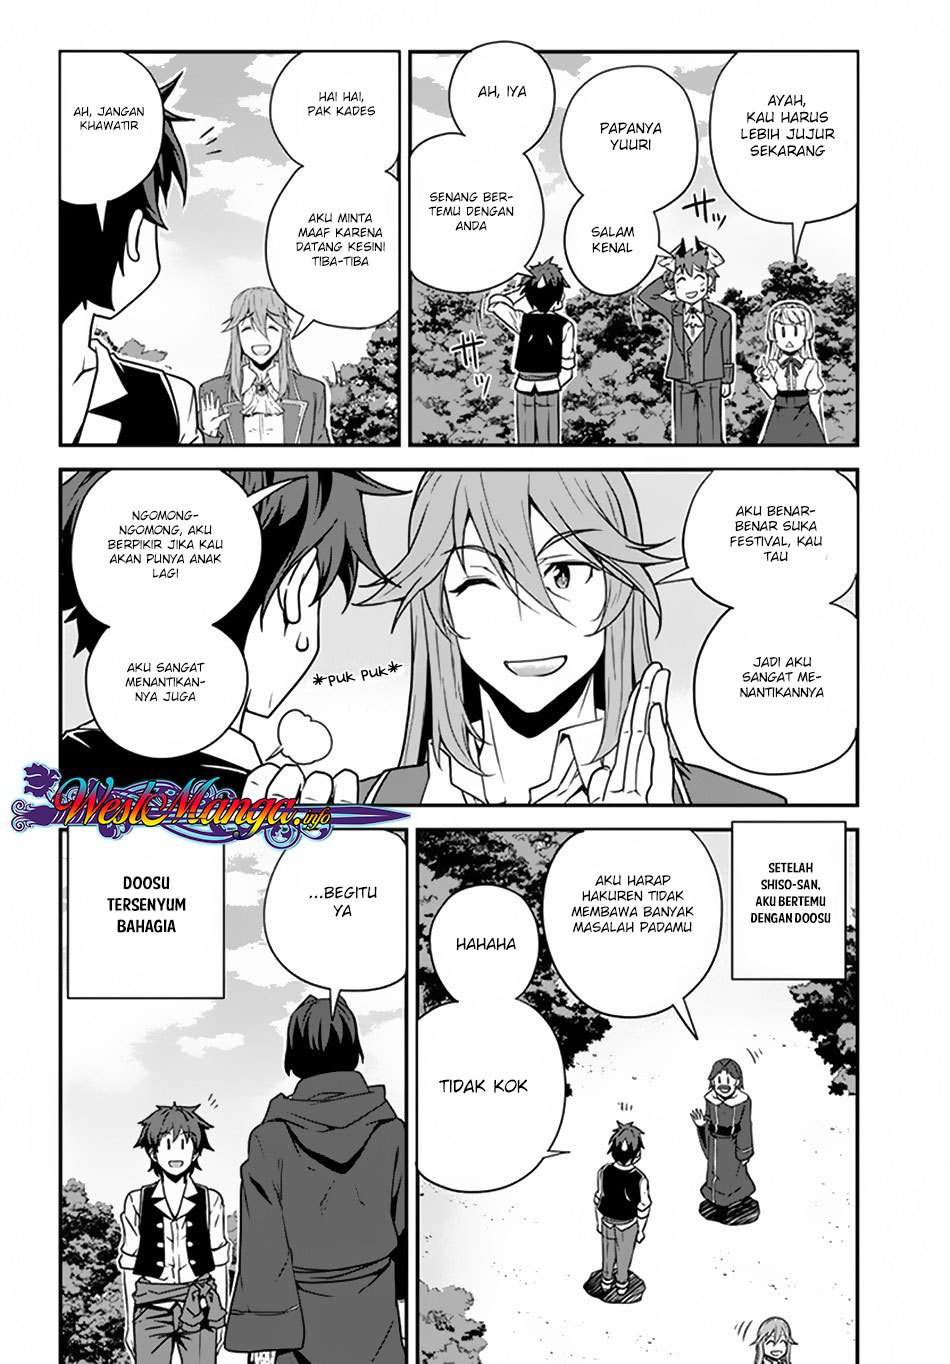 AYAH,
KAU HARUS
LEBIH JUJUR
SEKARANG
PAPANYA
YUURI
SALAM
KENAL
AH, IYA
SENANG BER-
TEMU DENGAN
ANDA
HAI HAI,
PAK KADES
AKU MINTA
MAAF KARENA
DATANG KESINI
TIBA-TIBA
AH, JANGAN
KHAWATIR
AKU BENAR-
BENAR SUKA
FESTIVAL, KAU
TAU
JADI AKU
SANGAT ME-
NANTIKANNYA
NGOMONG-
NGOMONG, AKU
BERPIKIR JIKA KAU
AKAN PUNYA ANAK
LAGI
AKU SANGAT
MENANTIKAN-
NYA JUGA
*PUK PUK*
WestManga.info
SETELAH
SHISO-SAN,
AKU BERTEMU
DENGAN DOOSU
AKU HARAP
HAKUREN TIDAK
MEMBAWA BANYAK
MASALAH PADAMU
HAHAHA
TIDAK KOK
...BEGITU
YA
DOOSU
TERSENYUM
BAHAGIA